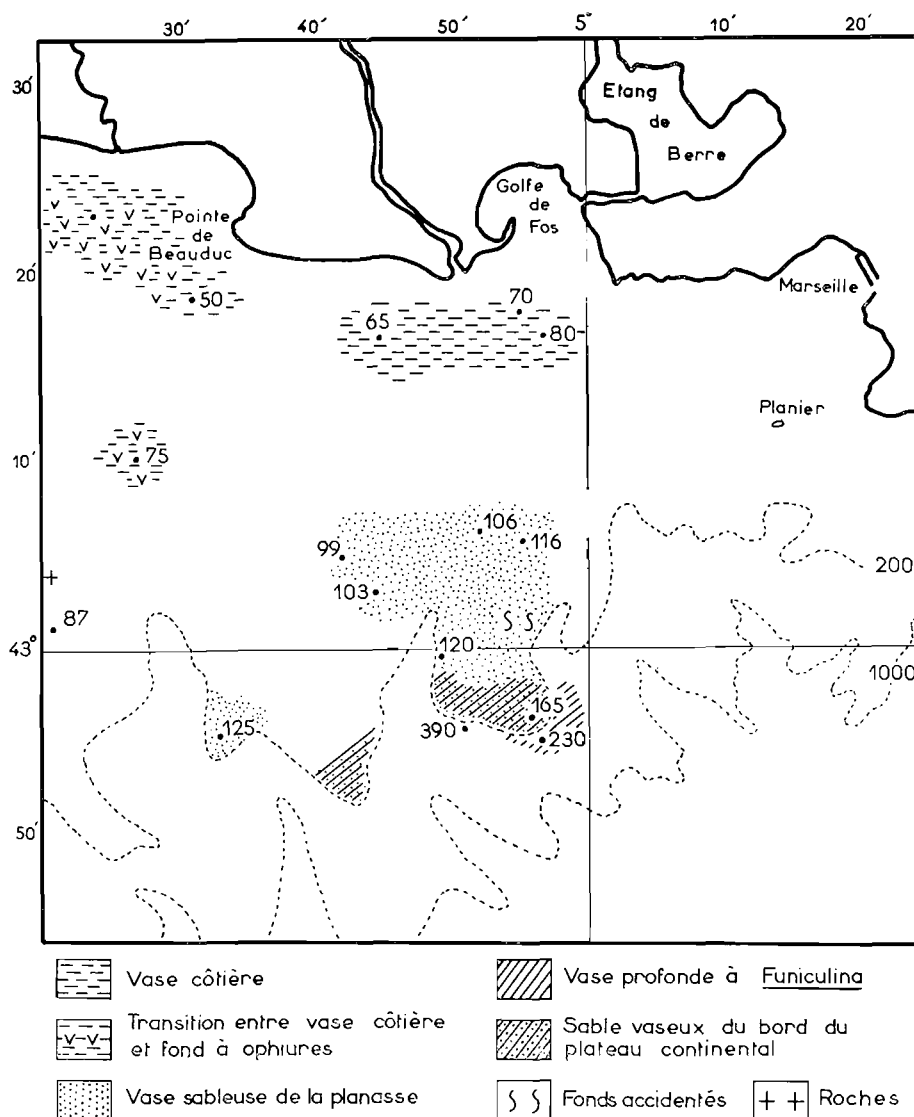 30′ 40′ 50′ 5° 10′ 20′
30′
Etang
de
Berre
Golfe
de
Fos
Pointe
de
Beauduc
20′
50
Marseille
70
65
80
Planier
10′
75
106
116
99
103
200
87
43°
120
1000
165
125
390
230
50′
Vase côtière
Transition entre vase côtière
et fond à ophiures
Vase sableuse de la planasse
Vase profonde à Funiculina
Sable vaseux du bord du
plateau continental
Fonds accidentés
Roches